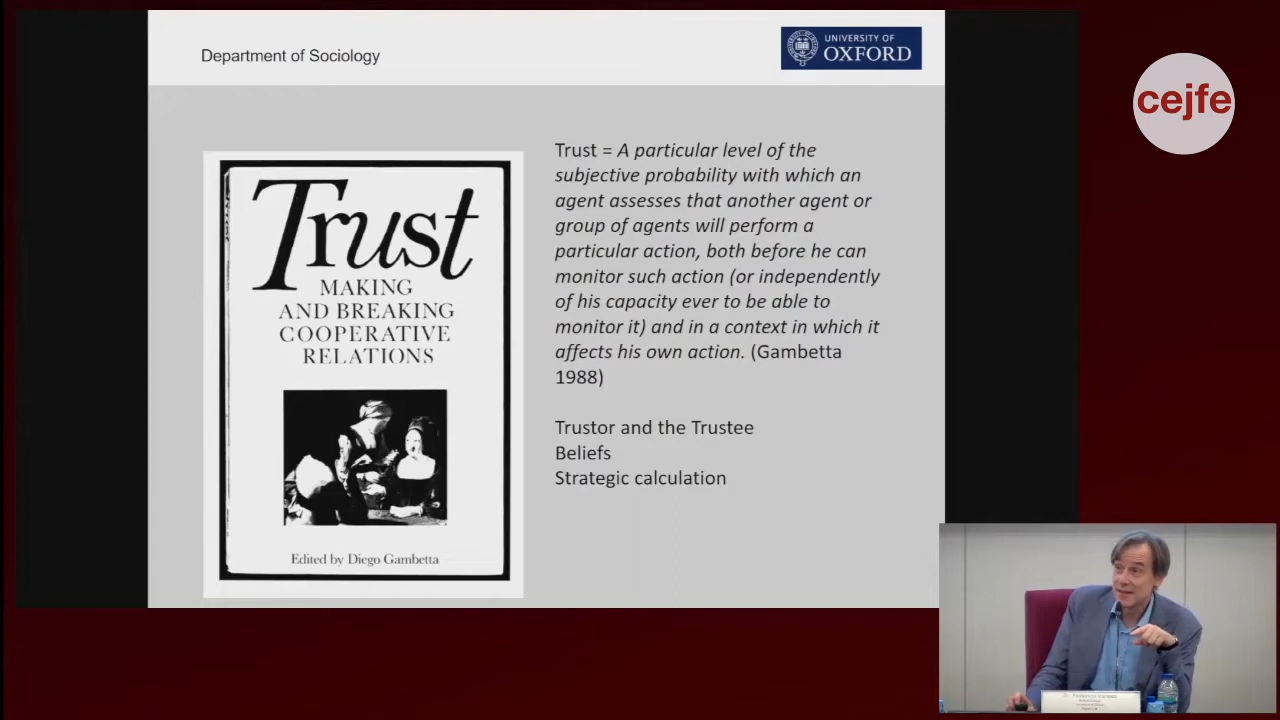 Department of Sociology
UNIVERSITY OF
OXFORD
cejfe
Trust
MAKING
AND BREAKING
COOPERATIVE
RELATIONS
Edited by Diego Gambetta
Trust = A particular level of the
subjective probability with which an
agent assesses that another agent or
group of agents will perform a
particular action, both before he can
monitor such action (or independently
of his capacity ever to be able to
monitor it) and in a context in which it
affects his own action. (Gambetta
1988)
Trustor and the Trustee
Beliefs
Strategic calculation